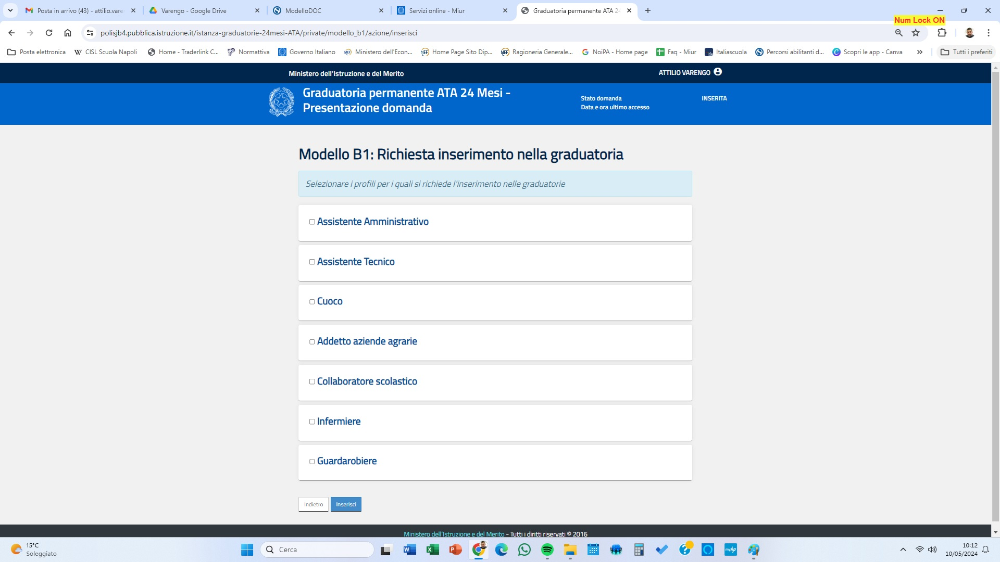 Posta in arrivo (43) - attilio.vare
Varengo - Google Drive
ModelloDOC
Servizi online - Miur
Graduatoria permanente ATA 24
Num Lock ON
polisjb4.pubblica.istruzione.it/istanza-graduatorie-24mesi-ATA/private/modello_b1/azione/inserisci
Posta elettronica
CISL Scuola Napoli
Home - Traderlink C...
Normattiva
Governo Italiano
Ministero dell'Econ...
Home Page Sito Dip...
Ragioneria Generale...
NoiPA - Home page
Faq - Miur
Italiascuola
Percorsi abilitanti d...
Scopri le app - Canva
Tutti i preferiti
Ministero dell'Istruzione e del Merito
ATTILIO VARENGO
Graduatoria permanente ATA 24 Mesi -
Presentazione domanda
Stato domanda INSERITA
Data e ora ultimo accesso
Modello B1: Richiesta inserimento nella graduatoria
Selezionare i profili per i quali si richiede l'inserimento nelle graduatorie
Assistente Amministrativo
Assistente Tecnico
Cuoco
Addetto aziende agrarie
Collaboratore scolastico
Infermiere
Guardarobiere
Indietro
Inserisci
Ministero dell'Istruzione e del Merito - Tutti i diritti riservati © 2016
15°C
Soleggiato
Cerca
10:12
10/05/2024